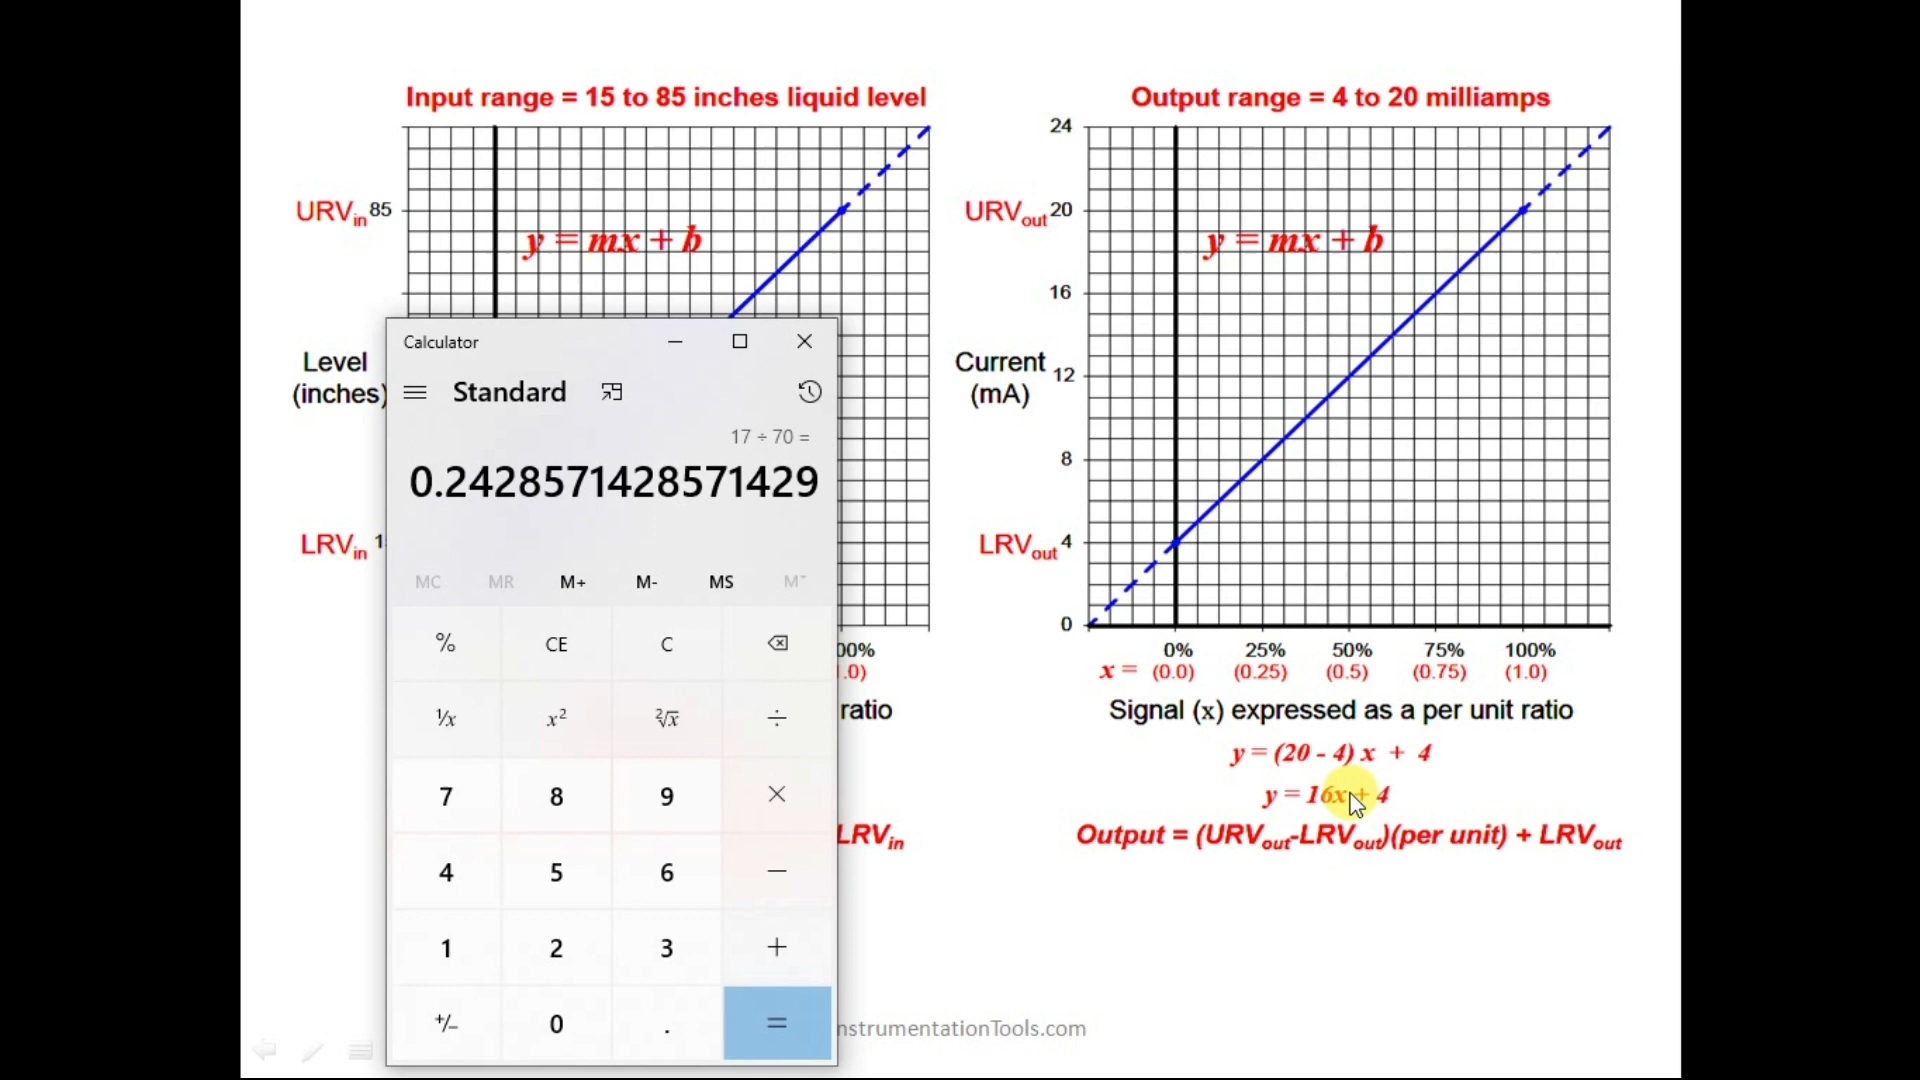 Input range = 15 to 85 inches liquid level
URVin 85
y = mx + b
Level
(inches)
LRVin 1
00%
.0)
ratio
LRVin
Calculator
Standard
17 ÷ 70 =
0.2428571428571429
MC MR M+ M- MS M˅
% CE C
¹/x x² ²√x ÷
7 8 9 ×
4 5 6 −
1 2 3 +
+/− 0 . =
Output range = 4 to 20 milliamps
24
URVout 20
y = mx + b
16
Current
(mA)
12
8
LRVout 4
0
0% 25% 50% 75% 100%
x = (0.0) (0.25) (0.5) (0.75) (1.0)
Signal (x) expressed as a per unit ratio
y = (20 - 4) x + 4
y = 16x + 4
Output = (URVout-LRVout)(per unit) + LRVout
nstrumentationTools.com